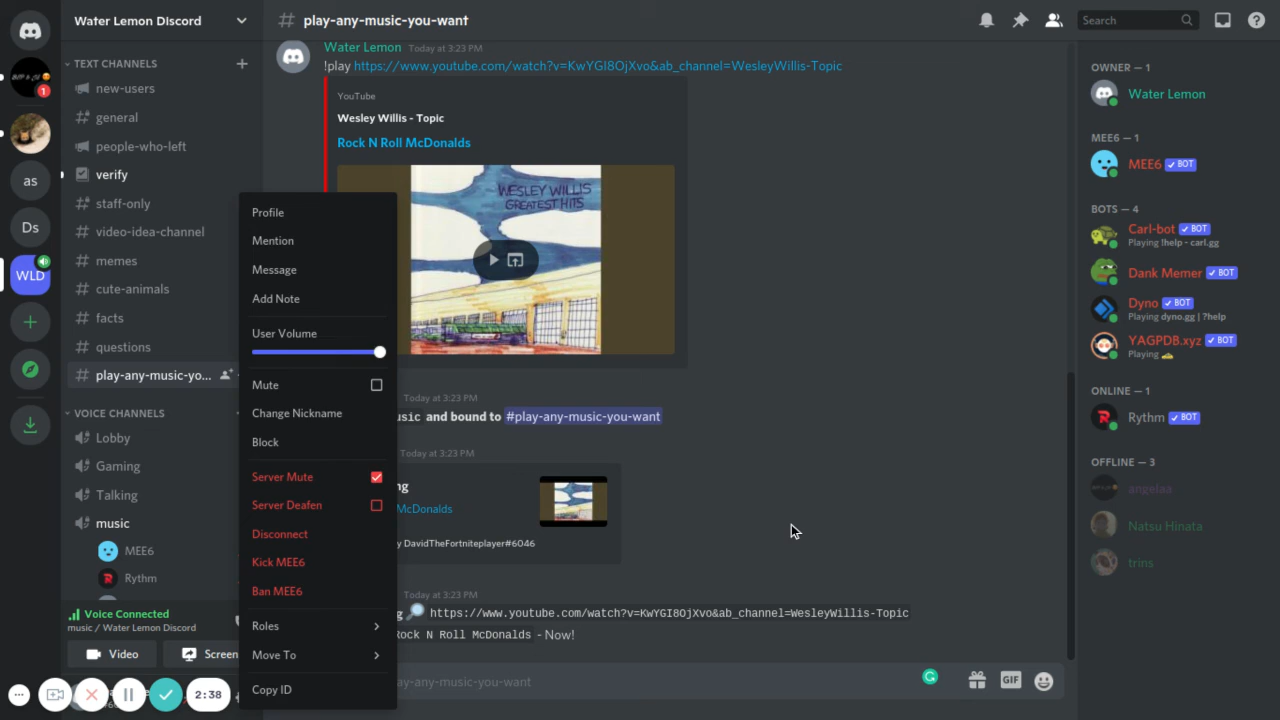 Water Lemon Discord
TEXT CHANNELS
new-users
general
people-who-left
verify
staff-only
video-idea-channel
memes
cute-animals
facts
questions
play-any-music-yo...
VOICE CHANNELS
Lobby
Gaming
Talking
music
MEE6
Rythm
Voice Connected
music / Water Lemon Discord
Video
Screen
2:38
1
as
Ds
WLD
Profile
Mention
Message
Add Note
User Volume
Mute
Change Nickname
Block
Server Mute
Server Deafen
Disconnect
Kick MEE6
Ban MEE6
Roles
Move To
Copy ID
play-any-music-you-want
Search
Water Lemon Today at 3:23 PM
!play https://www.youtube.com/watch?v=KwYGI8OjXvo&ab_channel=WesleyWillis-Topic
YouTube
Wesley Willis - Topic
Rock N Roll McDonalds
WESLEY WILLIS
GREATEST HITS
Today at 3:23 PM
usic and bound to #play-any-music-you-want
Today at 3:23 PM
ng
McDonalds
y DavidTheFortniteplayer#6046
Today at 3:23 PM
g https://www.youtube.com/watch?v=KwYGI8OjXvo&ab_channel=WesleyWillis-Topic
Rock N Roll McDonalds - Now!
lay-any-music-you-want
GIF
OWNER — 1
Water Lemon
MEE6 — 1
MEE6 BOT
BOTS — 4
Carl-bot BOT
Playing !help - carl.gg
Dank Memer BOT
Dyno BOT
Playing dyno.gg | ?help
YAGPDB.xyz BOT
Playing
ONLINE — 1
Rythm BOT
OFFLINE — 3
angelaa
Natsu Hinata
trins